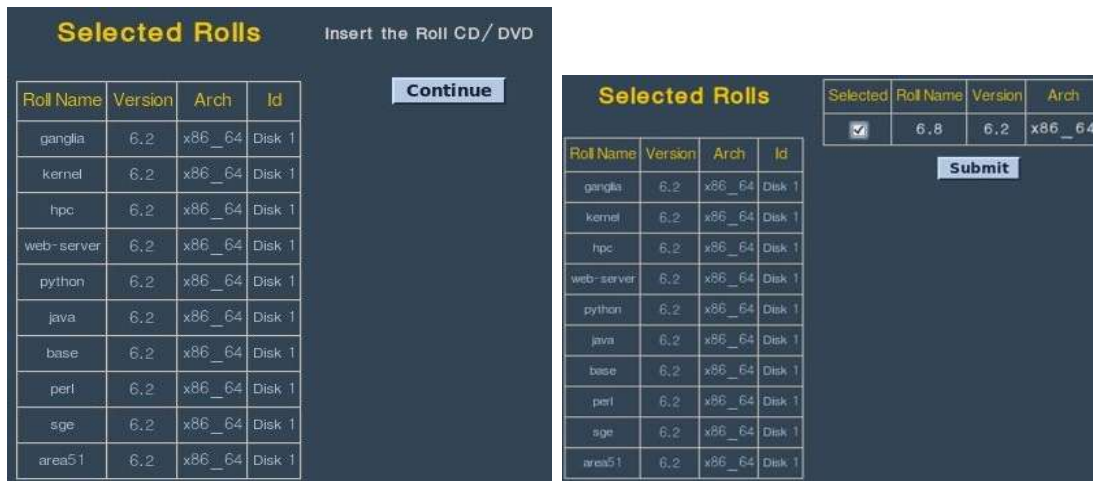 Selected Rolls
Insert the Roll CD/DVD
Continue
Roll Name Version Arch Id
ganglia 6.2 x86_64 Disk 1
kernel 6.2 x86_64 Disk 1
hpc 6.2 x86_64 Disk 1
web-server 6.2 x86_64 Disk 1
python 6.2 x86_64 Disk 1
java 6.2 x86_64 Disk 1
base 6.2 x86_64 Disk 1
perl 6.2 x86_64 Disk 1
sge 6.2 x86_64 Disk 1
area51 6.2 x86_64 Disk 1
Selected Rolls
Roll Name Version Arch Id
ganglia 6.2 x86_64 Disk 1
kernel 6.2 x86_64 Disk 1
hpc 6.2 x86_64 Disk 1
web-server 6.2 x86_64 Disk 1
python 6.2 x86_64 Disk 1
java 6.2 x86_64 Disk 1
base 6.2 x86_64 Disk 1
perl 6.2 x86_64 Disk 1
sge 6.2 x86_64 Disk 1
area51 6.2 x86_64 Disk 1
Selected Roll Name Version Arch
6.8 6.2 x86_64
Submit